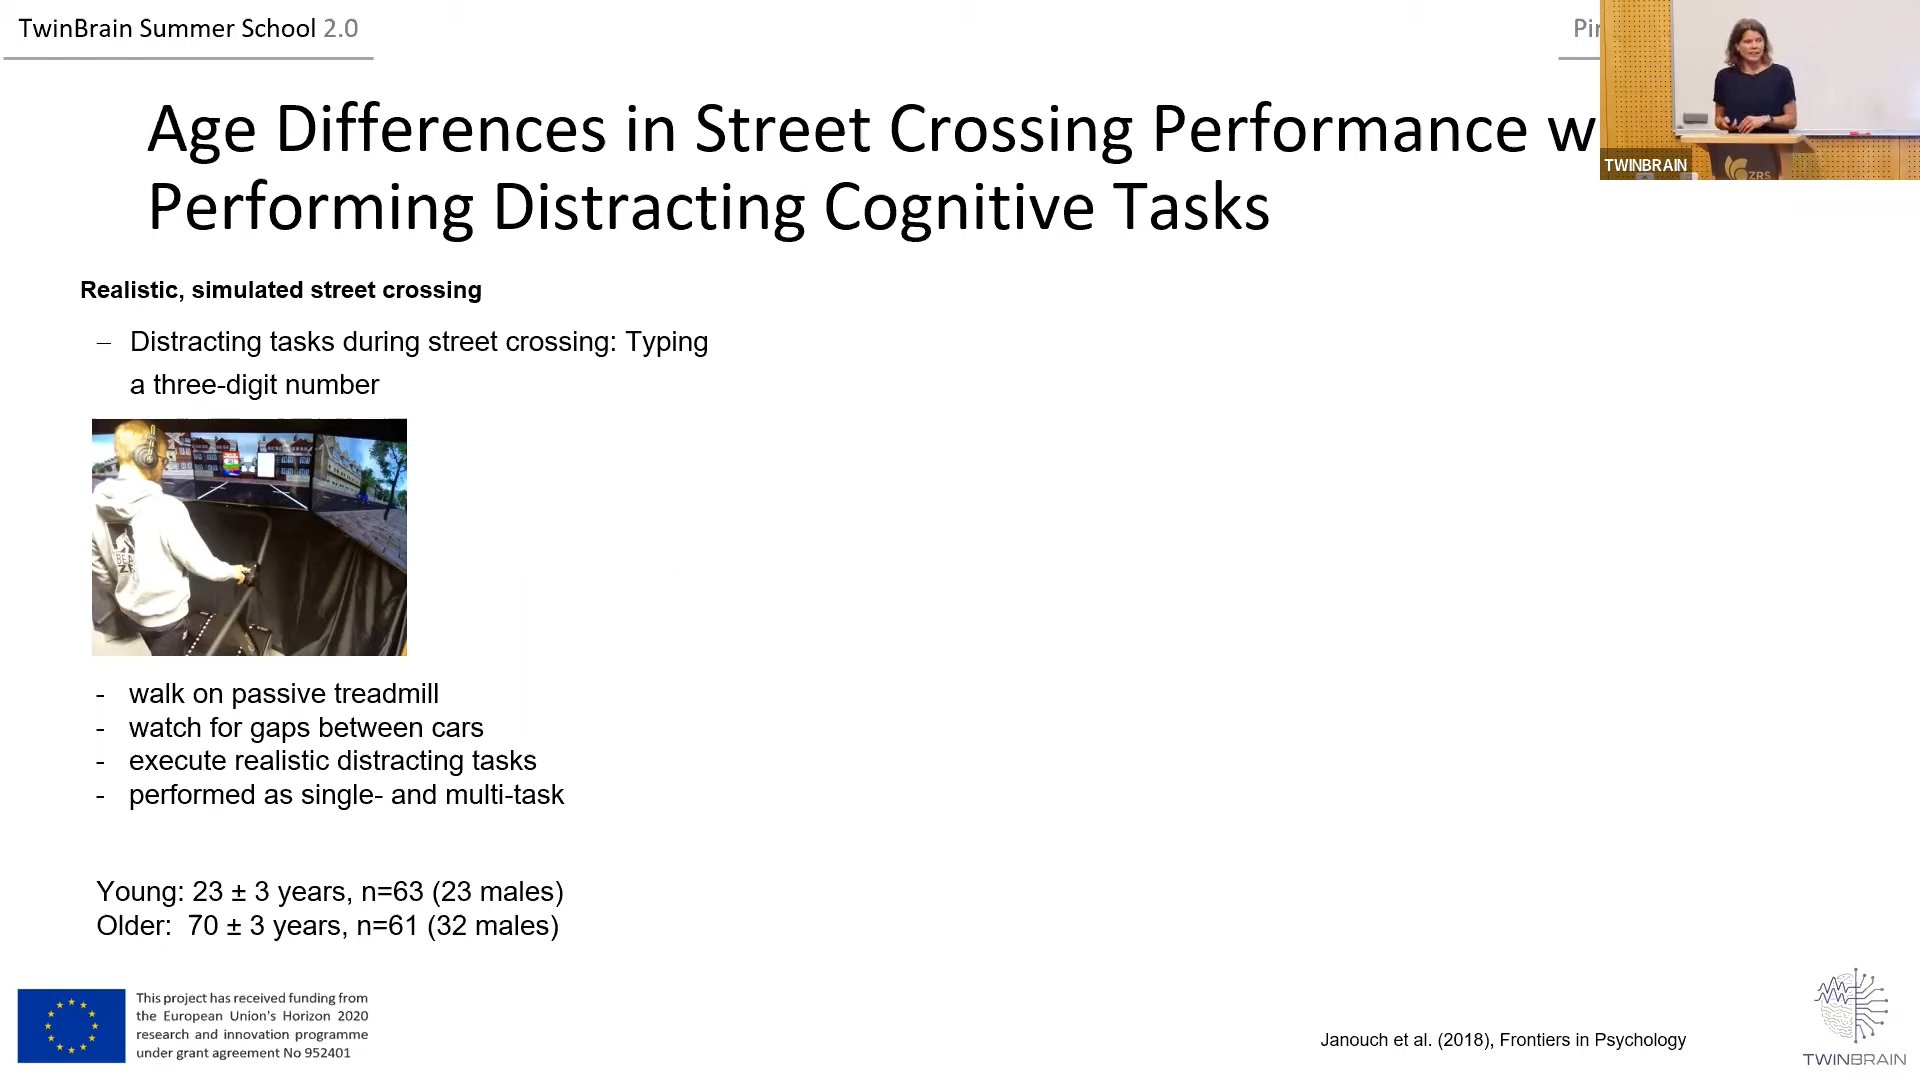 TwinBrain Summer School 2.0
TWINBRAIN
ZRS
Age Differences in Street Crossing Performance
Performing Distracting Cognitive Tasks
Realistic, simulated street crossing
– Distracting tasks during street crossing: Typing
a three-digit number
- walk on passive treadmill
- watch for gaps between cars
- execute realistic distracting tasks
- performed as single- and multi-task
Young: 23 ± 3 years, n=63 (23 males)
Older: 70 ± 3 years, n=61 (32 males)
This project has received funding from
the European Union's Horizon 2020
research and innovation programme
under grant agreement No 952401
Janouch et al. (2018), Frontiers in Psychology
TWINBRAIN